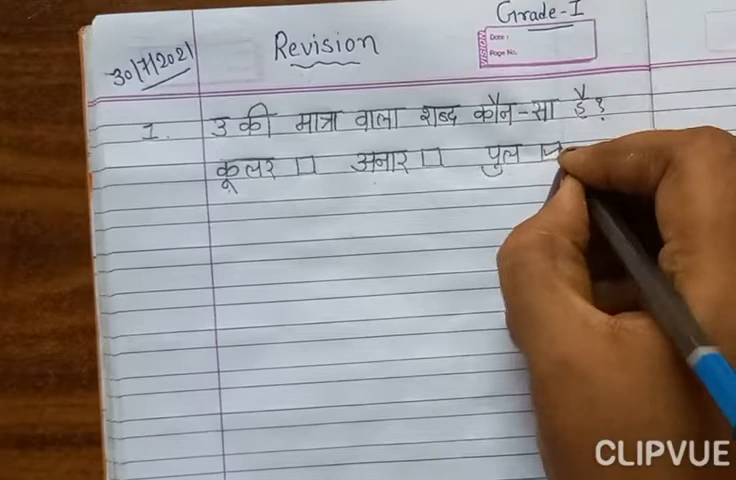 Grade-I
30/7/2021
Revision
VISION
Date :
Page No.
1. उ की मात्रा वाला शब्द कौन-सा है?
कूलर □ अनार □ पुल
CLIPVUE